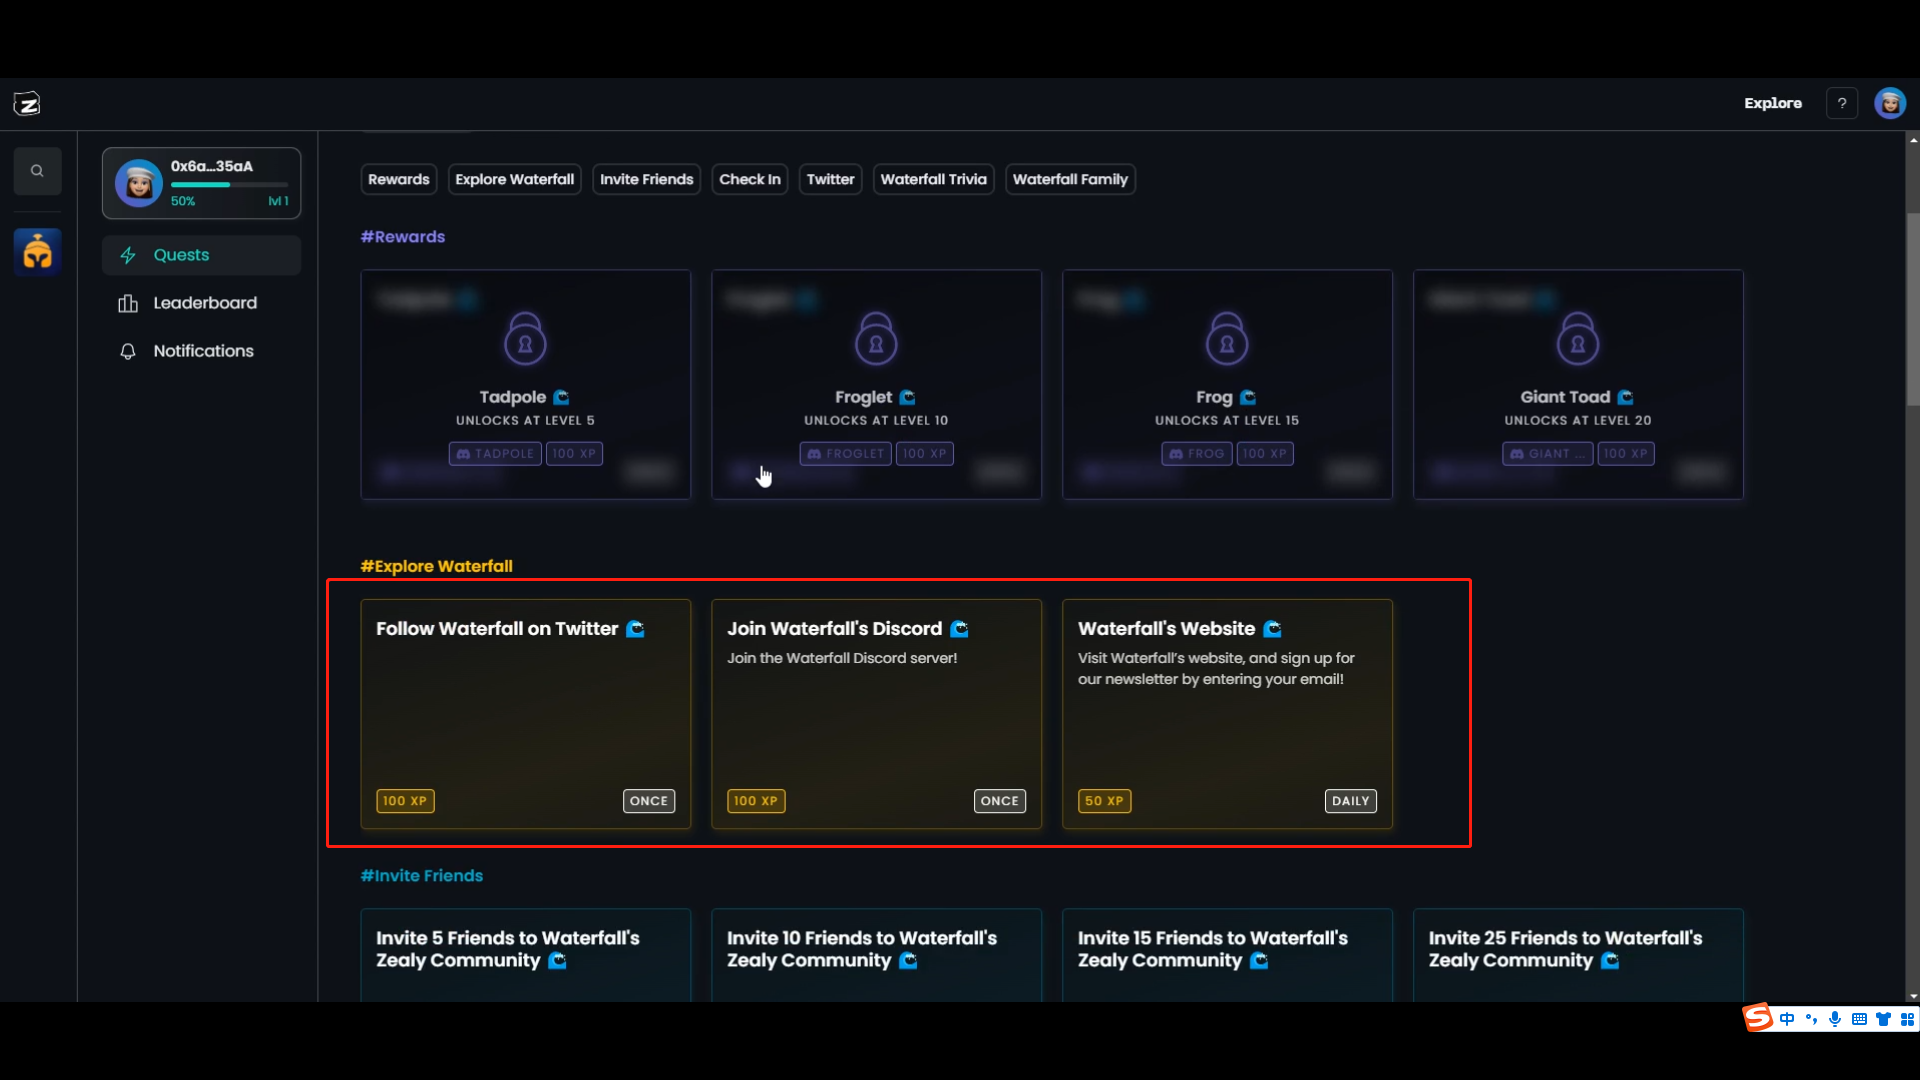 Explore
?
0x6a...35aA
50%
lvl 1
Quests
Leaderboard
Notifications
Rewards
Explore Waterfall
Invite Friends
Check In
Twitter
Waterfall Trivia
Waterfall Family
#Rewards
Tadpole
UNLOCKS AT LEVEL 5
TADPOLE
100 XP
Froglet
UNLOCKS AT LEVEL 10
FROGLET
100 XP
Frog
UNLOCKS AT LEVEL 15
FROG
100 XP
Giant Toad
UNLOCKS AT LEVEL 20
GIANT ...
100 XP
#Explore Waterfall
Follow Waterfall on Twitter
100 XP
ONCE
Join Waterfall's Discord
Join the Waterfall Discord server!
100 XP
ONCE
Waterfall's Website
Visit Waterfall's website, and sign up for
our newsletter by entering your email!
50 XP
DAILY
#Invite Friends
Invite 5 Friends to Waterfall's
Zealy Community
Invite 10 Friends to Waterfall's
Zealy Community
Invite 15 Friends to Waterfall's
Zealy Community
Invite 25 Friends to Waterfall's
Zealy Community
中